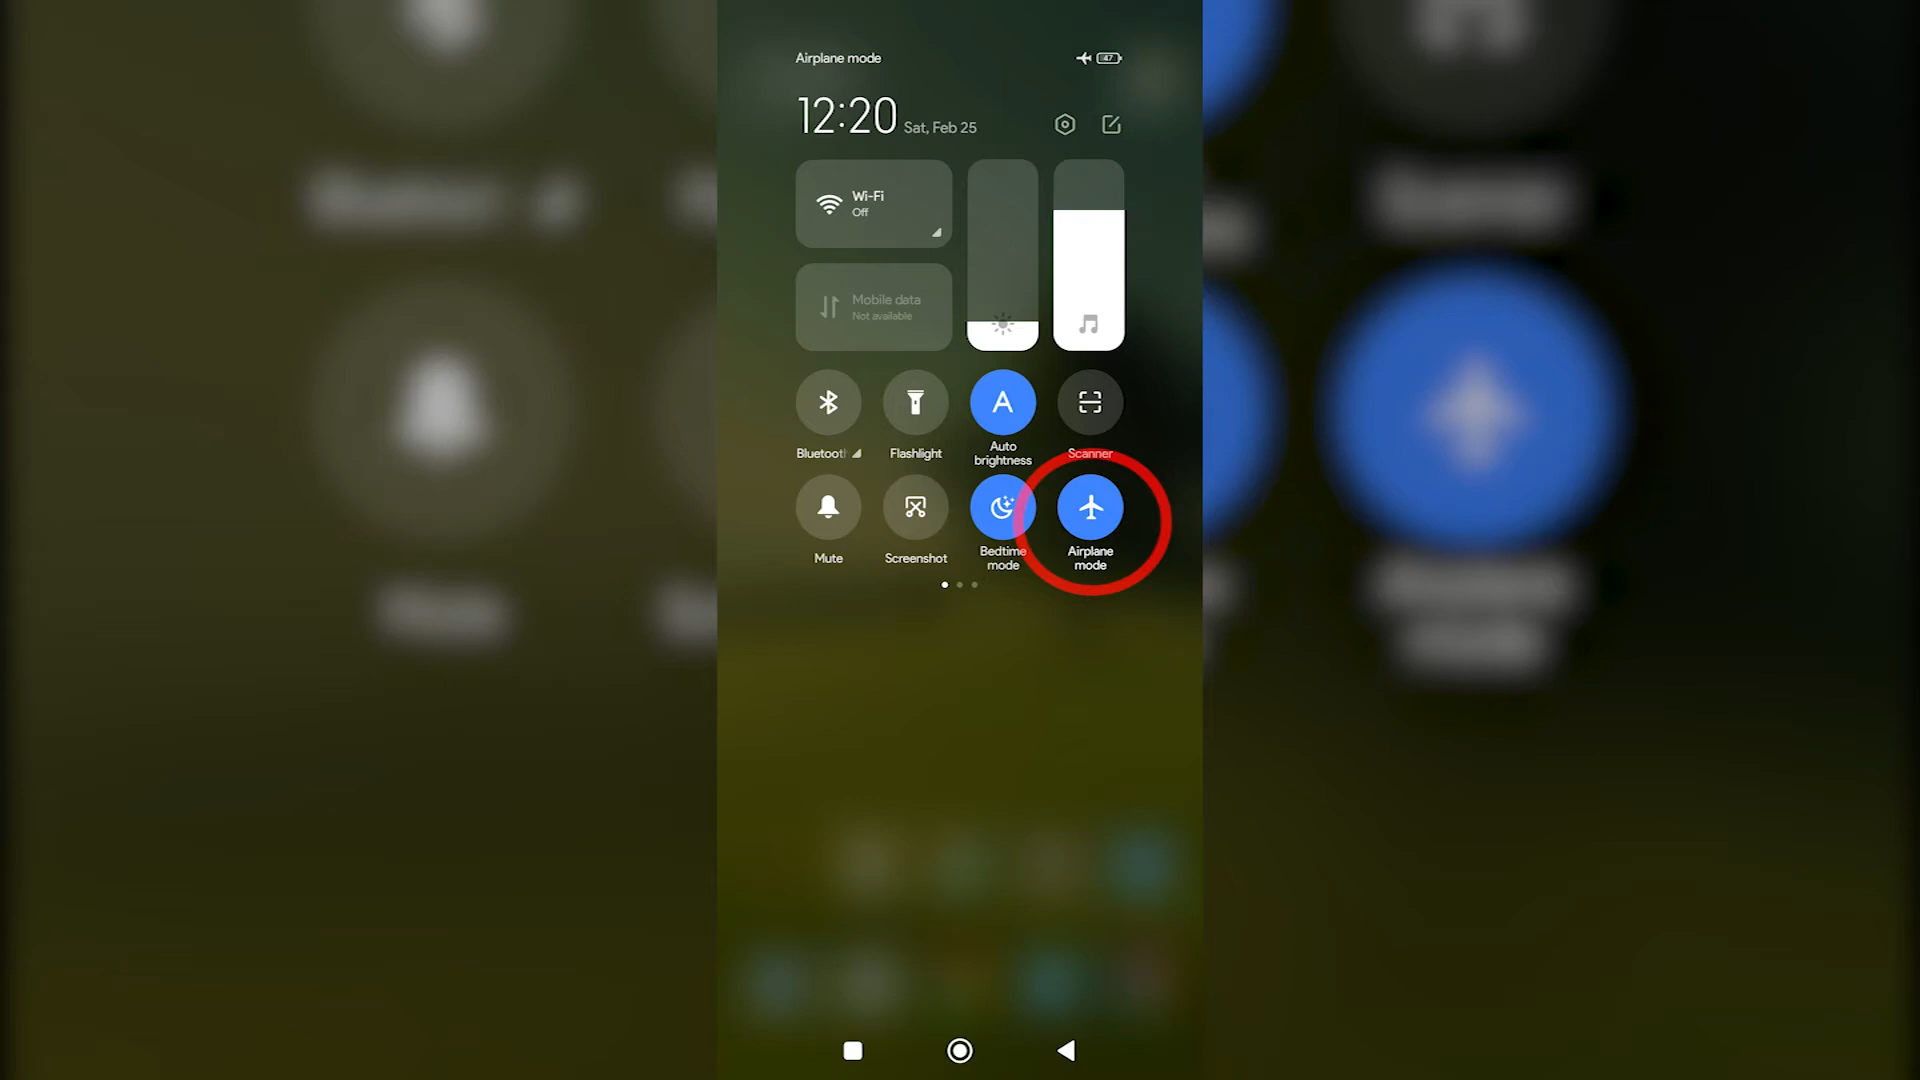 Airplane mode
47
12:20 Sat, Feb 25
Wi-Fi
Off
Mobile data
Not available
A
Bluetooth
Flashlight
Auto
brightness
Scanner
Mute
Screenshot
Bedtime
mode
Airplane
mode